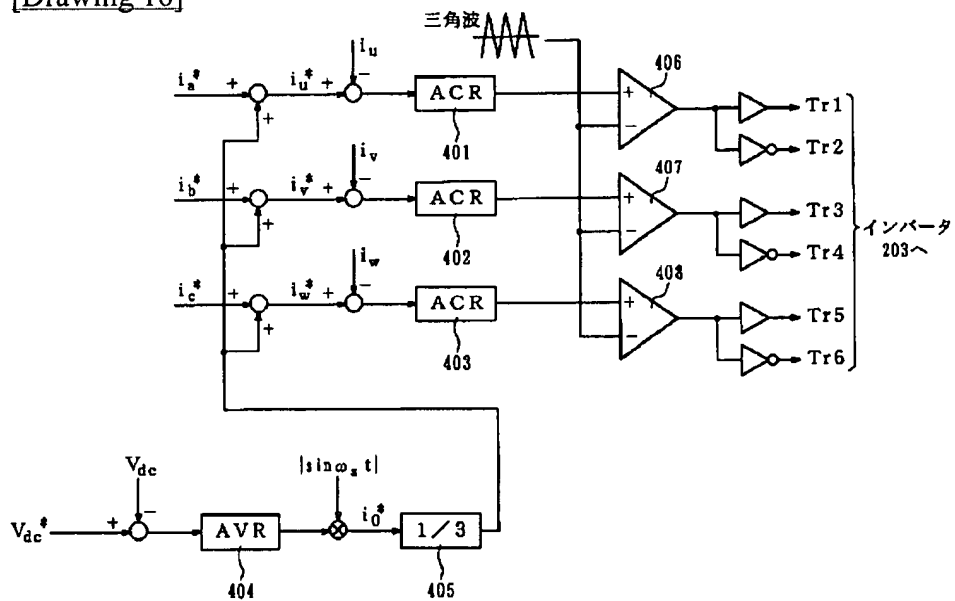 [Drawing 16]
三角波
i_a* + i_u* + i_u − ACR 401
+
i_b* + i_v* + i_v − ACR 402
+
i_c* + i_w* + i_w − ACR 403
+
+ − 406
+ − 407
+ − 408
Tr1
Tr2
Tr3
Tr4
Tr5
Tr6
インバータ
203へ
V_dc* + V_dc − AVR 404
|sinω_s t|
i_0*
1/3
405